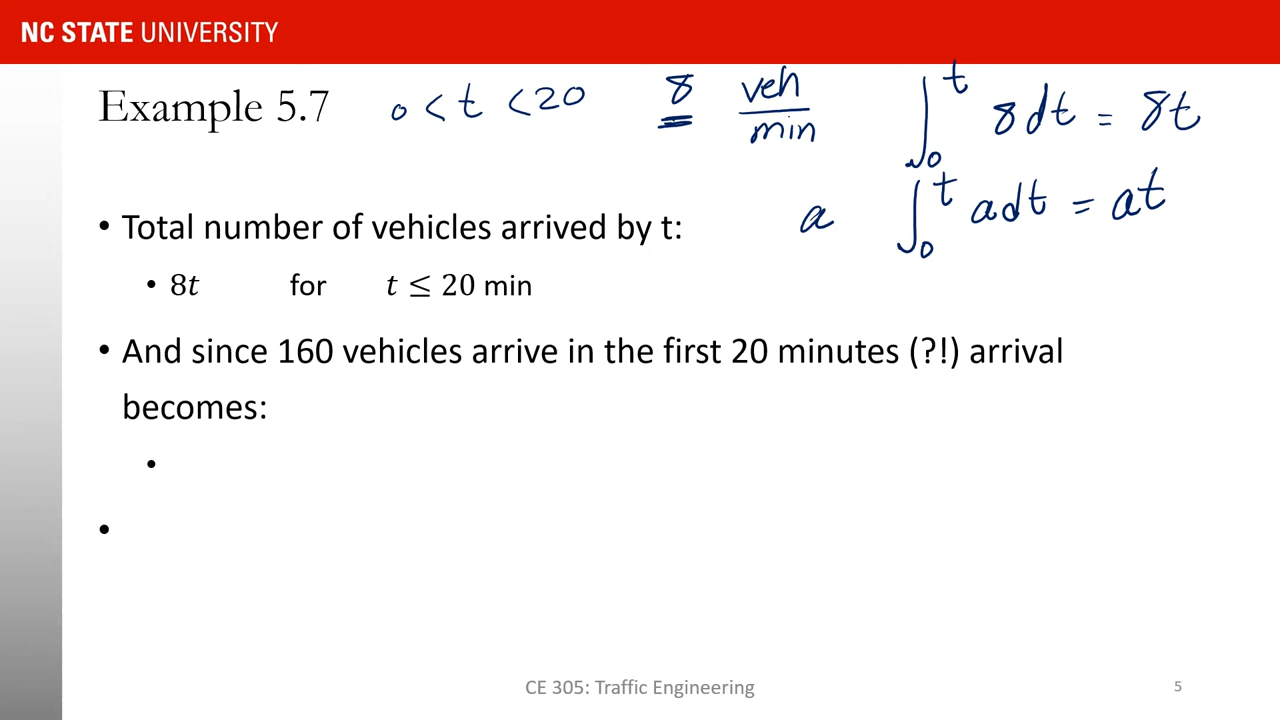 NC STATE UNIVERSITY
Example 5.7 0 < t < 20 8 veh/min ∫₀ᵗ 8dt = 8t
a ∫₀ᵗ adt = at
• Total number of vehicles arrived by t:
• 8t for t ≤ 20 min
• And since 160 vehicles arrive in the first 20 minutes (?!) arrival
becomes:
•
•
CE 305: Traffic Engineering 5